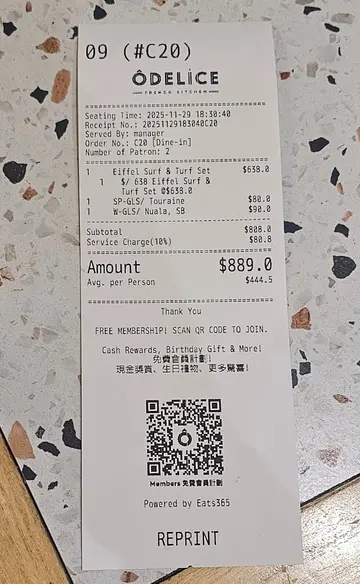 09 (#C20)
ÔDELICE
FRENCH KITCHEN
Seating Time: 2025-11-29 18:30:40
Receipt No.: 20251129183040C20
Served By: manager
Order No.: C20 [Dine-in]
Number of Patron: 2
1 Eiffel Surf & Turf Set $638.0
1 $/ 638 Eiffel Surf &
Turf Set @$638.0
1 SP-GLS/ Touraine $80.0
1 W-GLS/ Nuala, SB $90.0
Subtotal $808.0
Service Charge(10%) $80.8
Amount $889.0
Avg. per Person $444.5
Thank You
FREE MEMBERSHIP! SCAN QR CODE TO JOIN.
Cash Rewards, Birthday Gift & More!
免費會員計劃!
現金獎賞、生日禮物、更多驚喜!
Members 免費會員計劃
Powered by Eats365
REPRINT